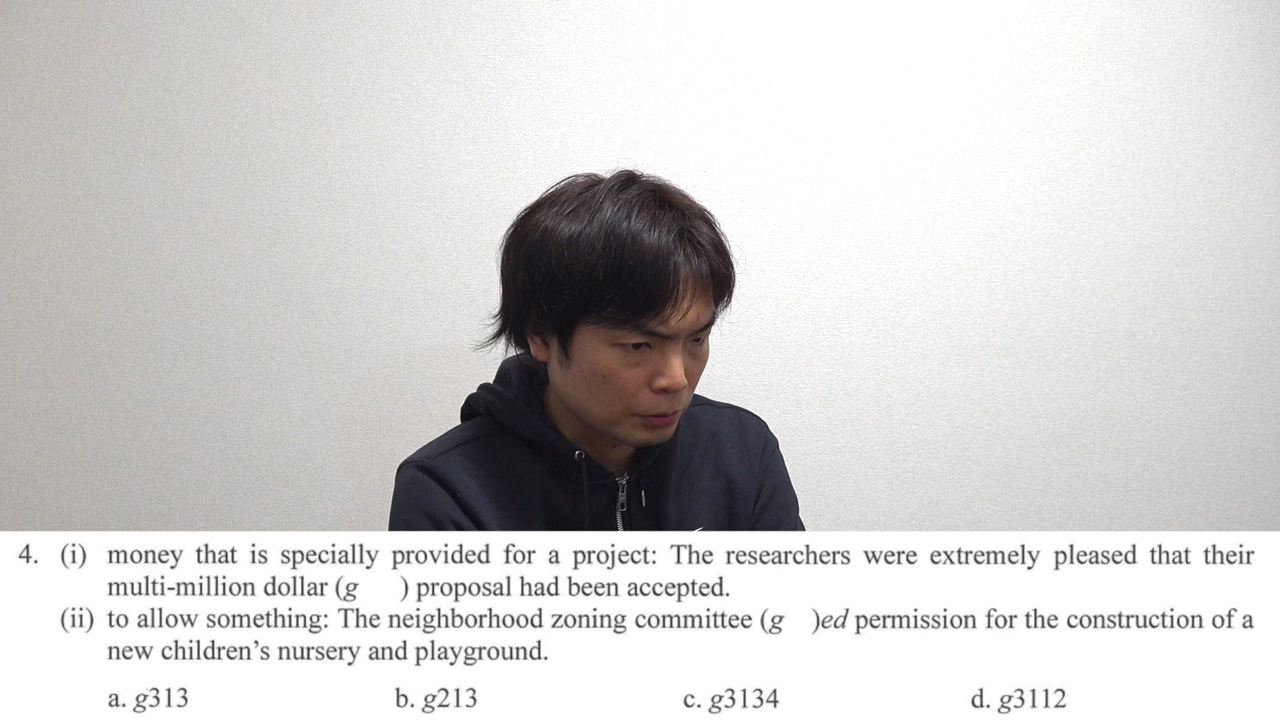 4. (i) money that is specially provided for a project: The researchers were extremely pleased that their
multi-million dollar (g ) proposal had been accepted.
(ii) to allow something: The neighborhood zoning committee (g )ed permission for the construction of a
new children's nursery and playground.
a. g313 b. g213 c. g3134 d. g3112